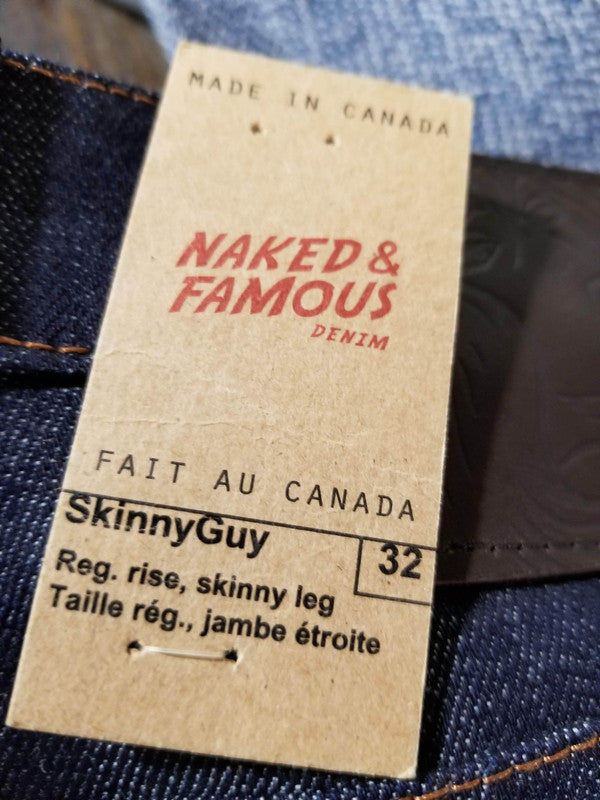 MADE IN CANADA
NAKED &
FAMOUS
DENIM
FAIT AU CANADA
SkinnyGuy
32
Reg. rise, skinny leg
Taille rég., jambe étroite